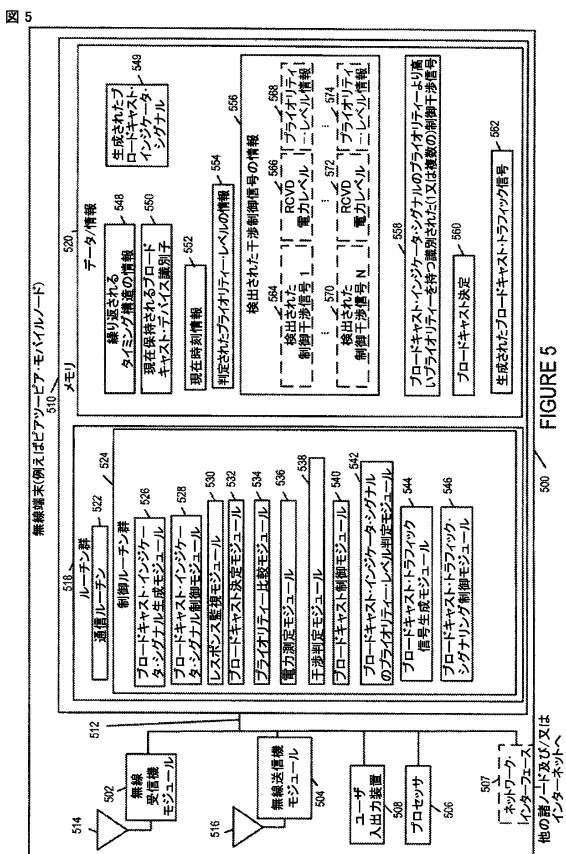 図 5
無線端末(例えばピアツーピア・モバイルノード)
510
メモリ
518
ルーチン群
通信ルーチン
522
制御ルーチン群
524
ブロードキャスト・インジケー
タ・シグナル生成モジュール
526
ブロードキャスト・インジケー
タ・シグナル制御モジュール
528
レスポンス監視モジュール
530
ブロードキャスト決定モジュール
532
プライオリティー比較モジュール
534
電力測定モジュール
536
干渉判定モジュール
538
ブロードキャスト制御モジュール
540
ブロードキャスト・インジケータ・シグナル
のプライオリティーレベル判定モジュール
542
ブロードキャスト・トラフィック
信号生成モジュール
544
ブロードキャスト・トラフィック・
シグナリング制御モジュール
546
520
データ/情報
繰り返される
タイミング構造の情報
548
生成されたブ
ロードキャスト・
インジケータ・
シグナル
549
現在保持されるブロード
キャスト・デバイス識別子
550
現在時刻情報
552
判定されたプライオリティーレベルの情報
554
検出された干渉制御信号の情報
556
検出された
制御干渉信号 1
564
RCVD
電力レベル
566
プライオリティ
ー・レベル情報
568
検出された
制御干渉信号 N
570
RCVD
電力レベル
572
プライオリティ
ー・レベル情報
574
ブロードキャスト・インジケータ・シグナルのプライオリティーより高
いプライオリティーを持つ識別された(1又は複数の)制御干渉信号
558
ブロードキャスト決定
560
生成されたブロードキャスト・トラフィック信号
562
512
514
無線
受信機
モジュール
502
516
無線送信機
モジュール
504
ユーザ
入出力装置
508
プロセッサ
506
507
ネットワーク・
インターフェース
他の諸ノード及び/又は
インターネットへ
500
FIGURE 5